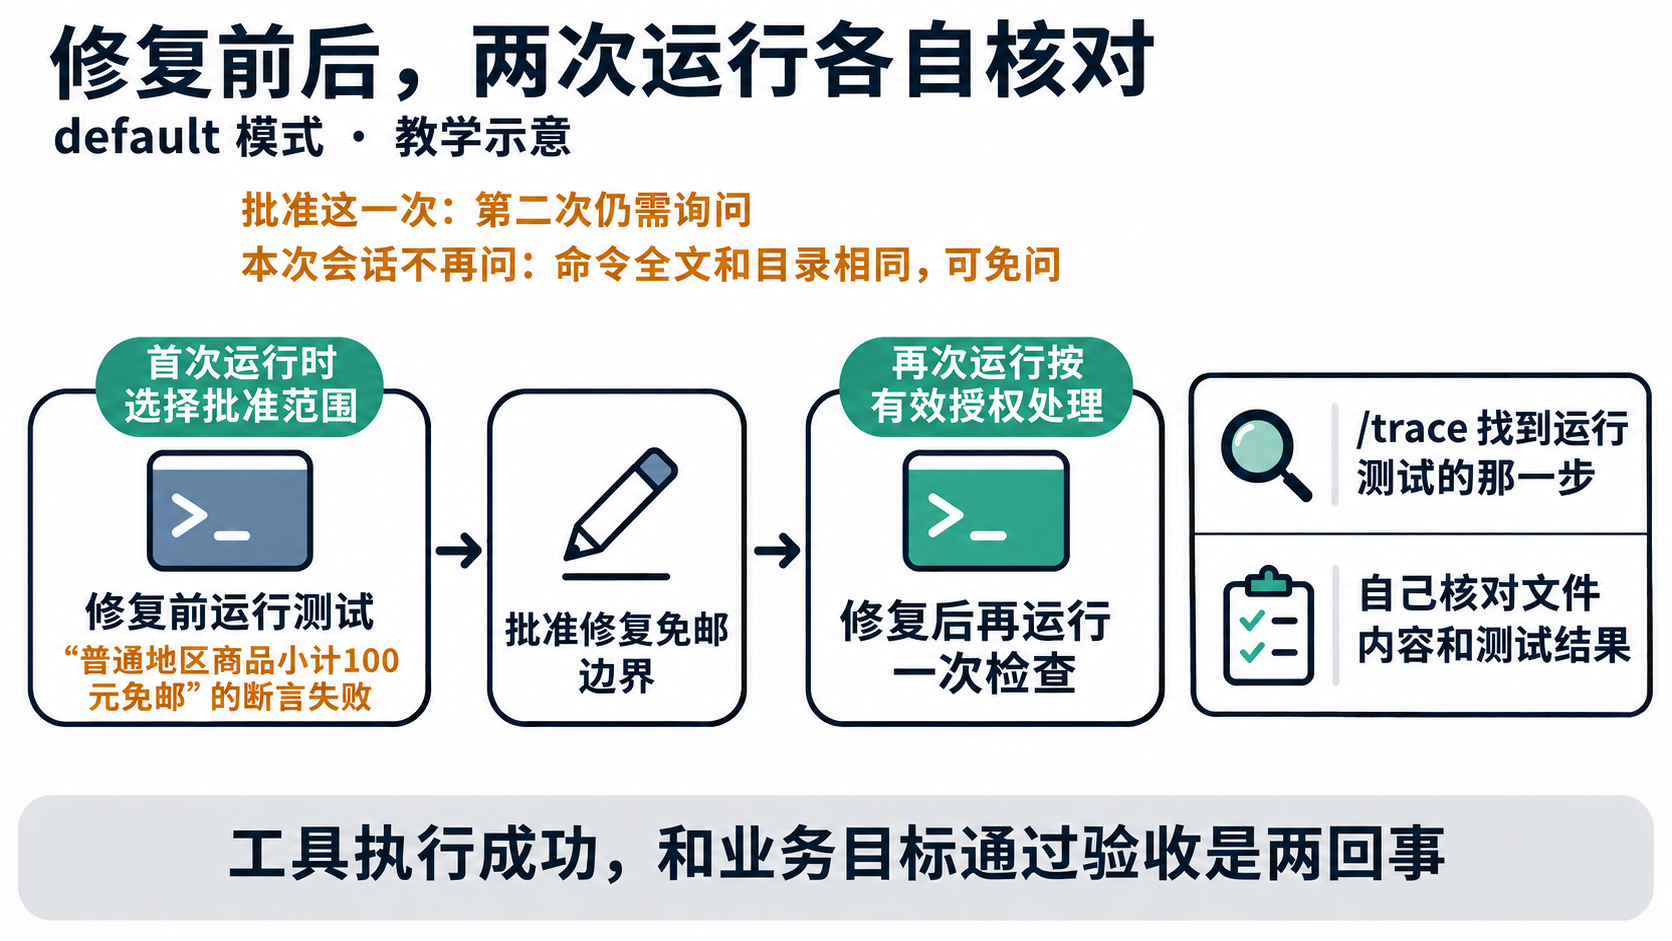 修复前后，两次运行各自核对
default 模式 · 教学示意
批准这一次：第二次仍需询问
本次会话不再问：命令全文和目录相同，可免问
首次运行时
选择批准范围
>_
修复前运行测试
“普通地区商品小计100
元免邮”的断言失败
批准修复免邮
边界
再次运行按
有效授权处理
>_
修复后再运行
一次检查
/trace 找到运行
测试的那一步
自己核对文件
内容和测试结果
工具执行成功，和业务目标通过验收是两回事